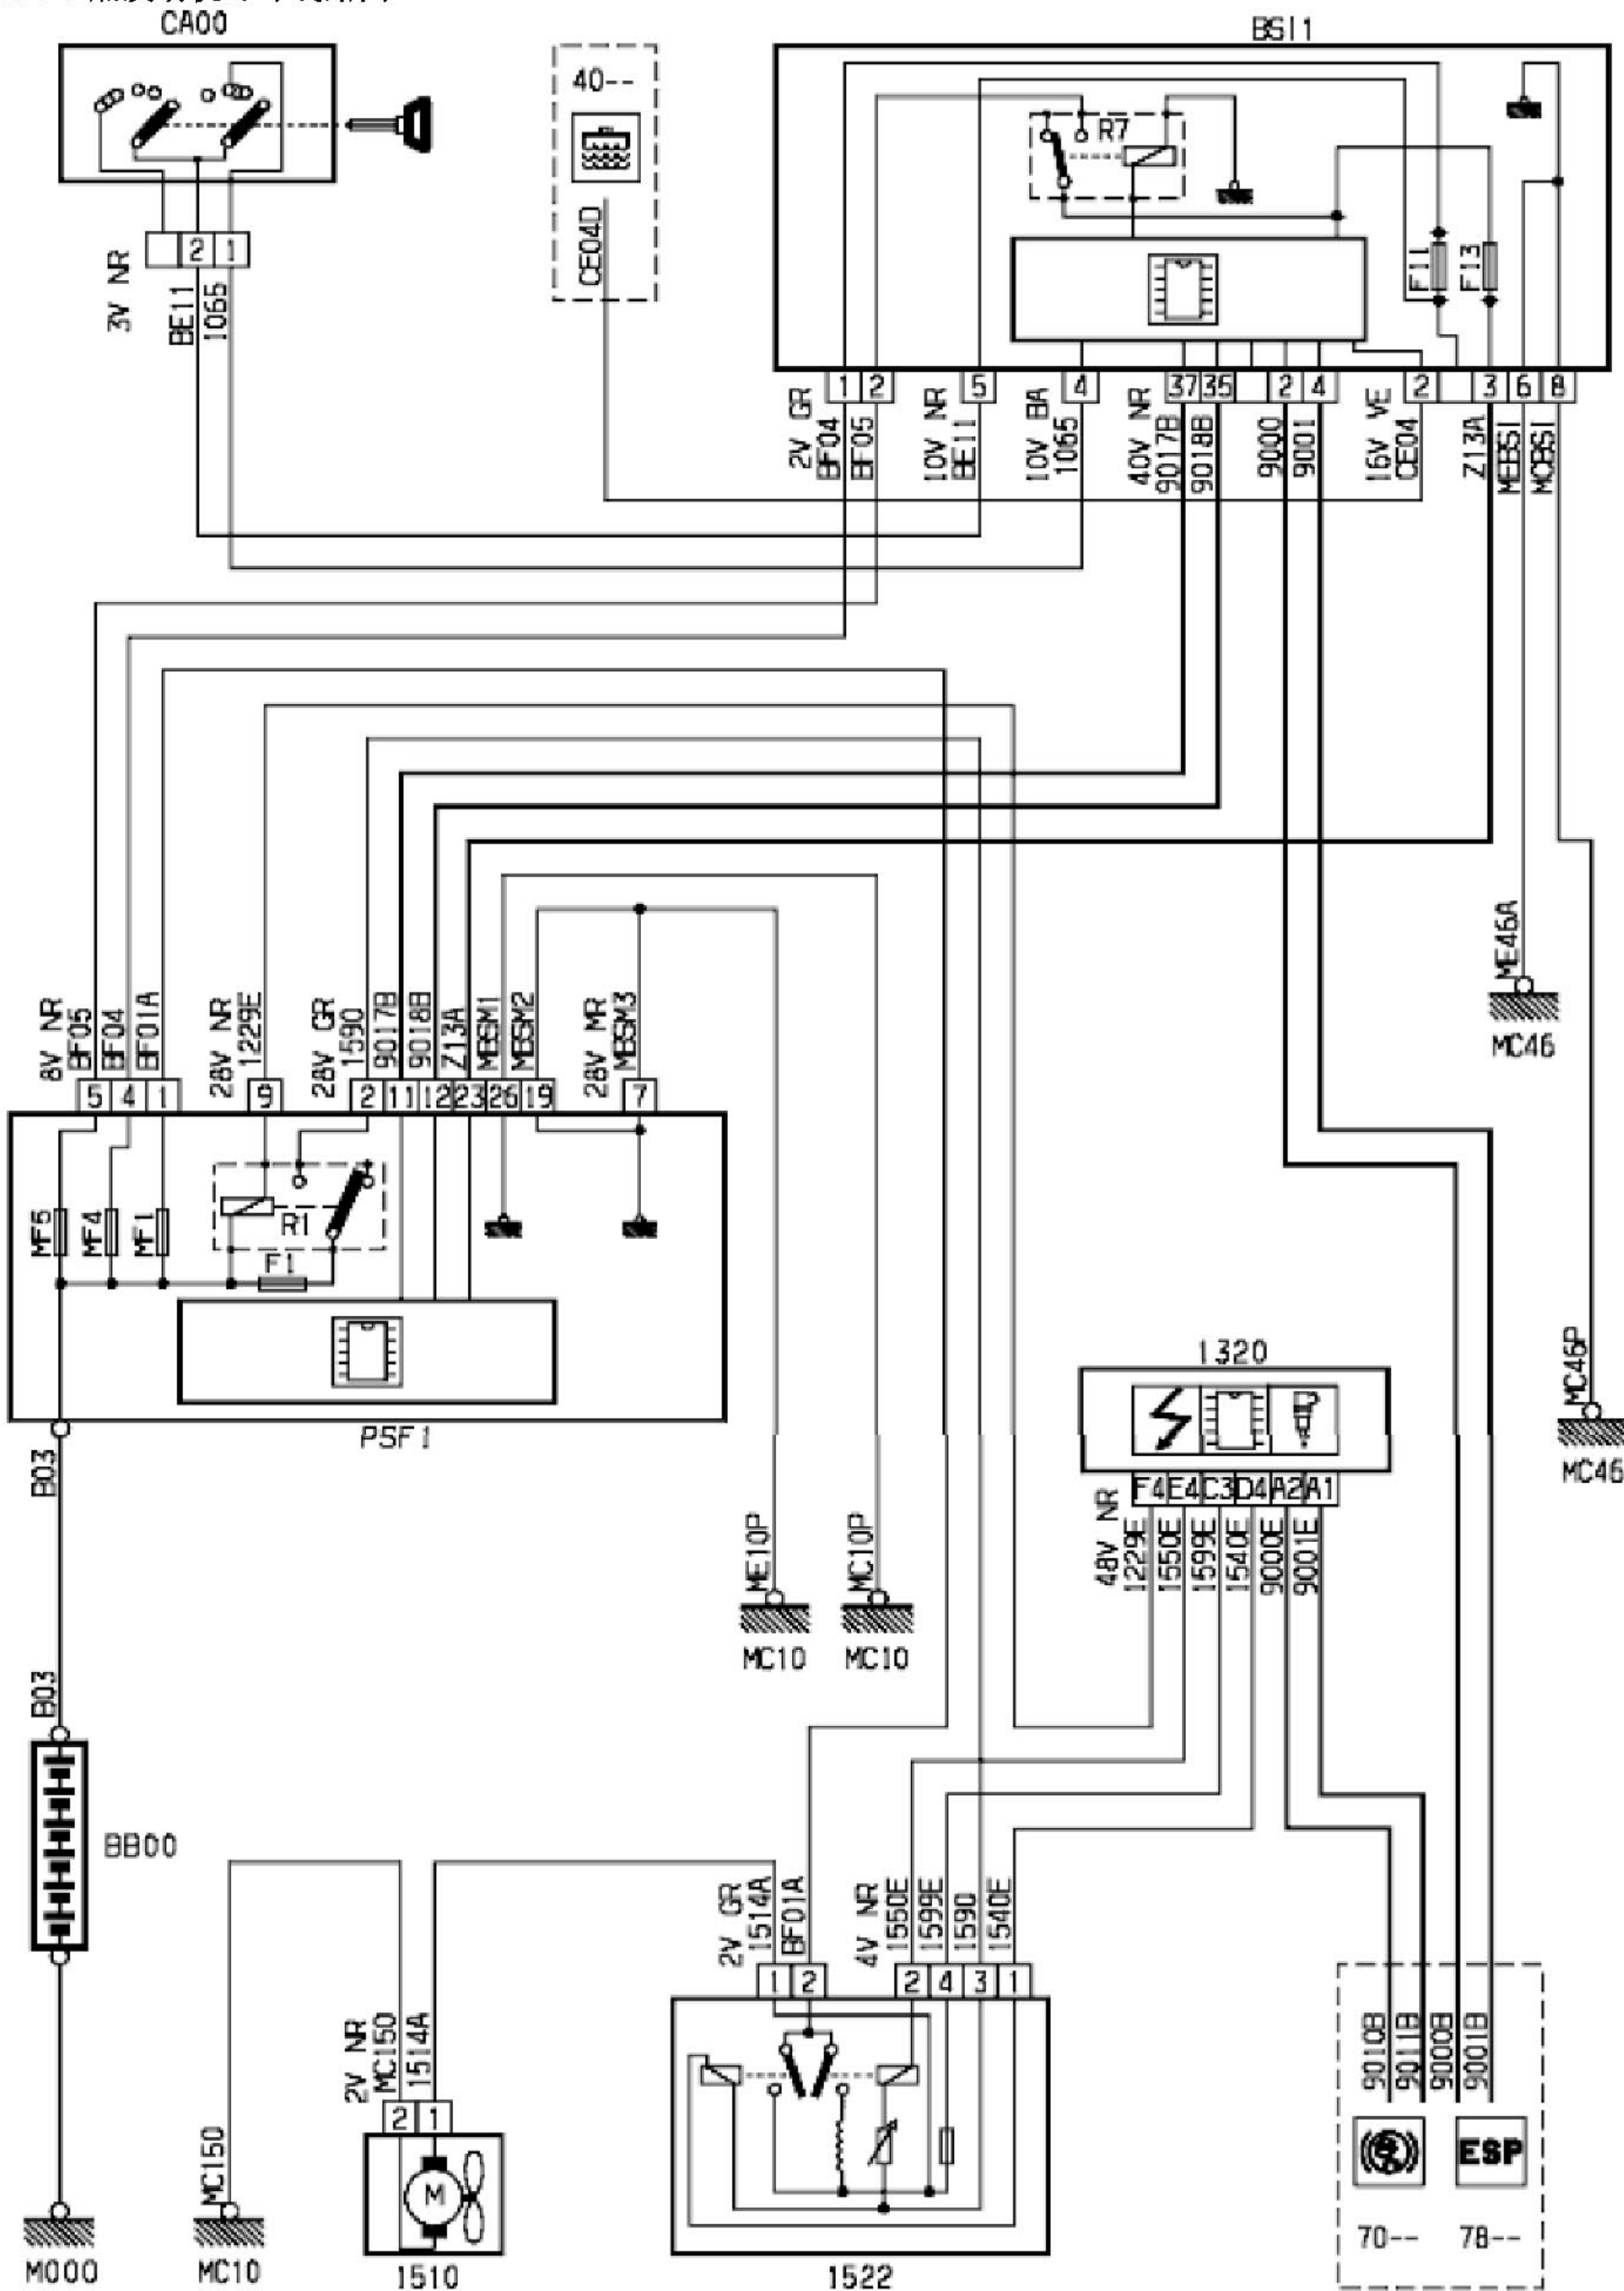 CA00
BSI1
40--
R7
CE04D
F11
F13
2
1
3V NR
BE11
1065
1
2
5
4
37
35
2
4
2
3
6
8
2V GR
BF04
BF05
10V NR
BE11
10V BA
1065
40V NR
9017B
9018B
9000
9001
16V VE
CE04
Z13A
MEBSI
MCBSI
ME46A
MC46
8V NR
BF05
BF04
BF01A
28V NR
1229E
28V GR
1590
9017B
9018B
Z13A
MBSM1
MBSM2
28V MR
MBSM3
5
4
1
9
2
11
12
23
26
19
7
MF5
MF4
MF1
R1
F1
PSF1
B03
1320
MC46P
MC46
F4
E4
C3
D4
A2
A1
48V NR
1229E
1550E
1599E
1540E
9000E
9001E
ME10P
MC10P
MC10
MC10
B03
BB00
2V GR
1514A
BF01A
4V NR
1550E
1599E
1590
1540E
1
2
2
4
3
1
2V NR
MC150
1514A
2
1
M
MC150
9010B
9011B
9000B
9001B
ESP
70--
78--
M000
MC10
1510
1522